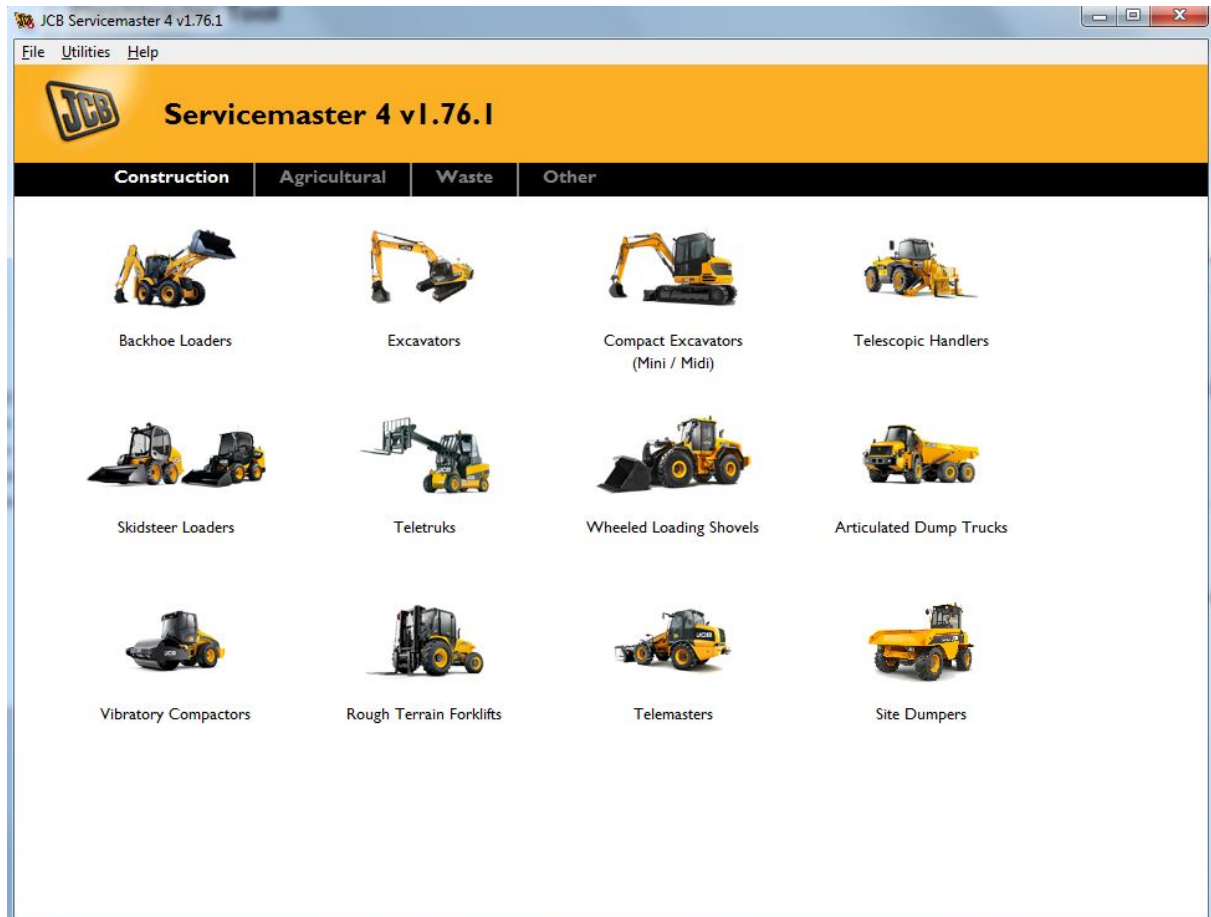 JCB Servicemaster 4 v1.76.1
File Utilities Help
JCB
Servicemaster 4 v1.76.1
Construction Agricultural Waste Other
Backhoe Loaders
Excavators
Compact Excavators
(Mini / Midi)
Telescopic Handlers
Skidsteer Loaders
Teletruks
Wheeled Loading Shovels
Articulated Dump Trucks
JCB
JCB
Vibratory Compactors
Rough Terrain Forklifts
Telemasters
Site Dumpers